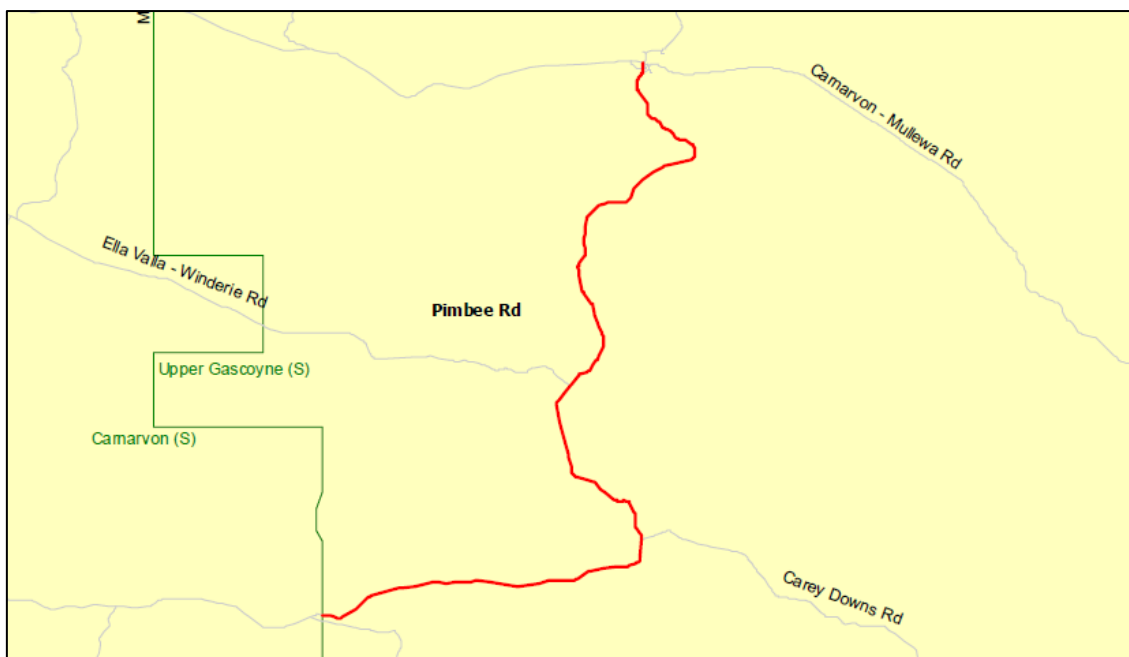 M
Carnarvon - Mullewa Rd
Ella Valla - Winderie Rd
Pimbee Rd
Upper Gascoyne (S)
Carnarvon (S)
Carey Downs Rd